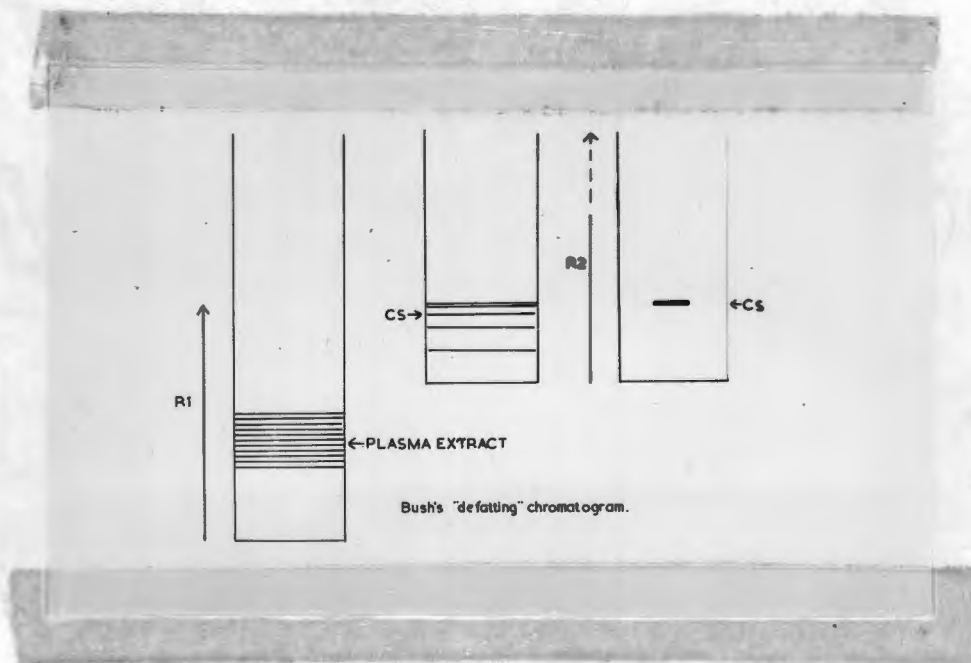 R1
←PLASMA EXTRACT
CS→
R2
←CS
Bush's "defatting" chromatogram.